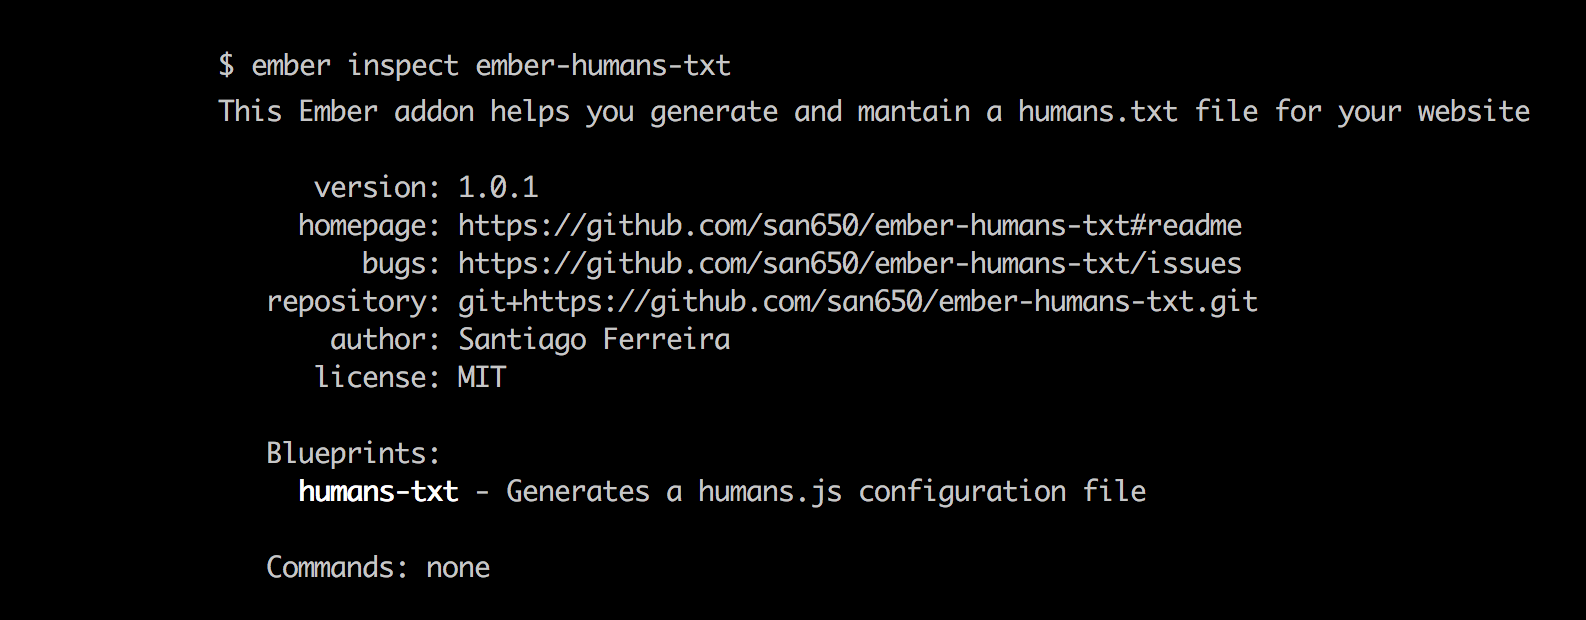 $ ember inspect ember-humans-txt
This Ember addon helps you generate and mantain a humans.txt file for your website
version: 1.0.1
homepage: https://github.com/san650/ember-humans-txt#readme
bugs: https://github.com/san650/ember-humans-txt/issues
repository: git+https://github.com/san650/ember-humans-txt.git
author: Santiago Ferreira
license: MIT
Blueprints:
humans-txt - Generates a humans.js configuration file
Commands: none